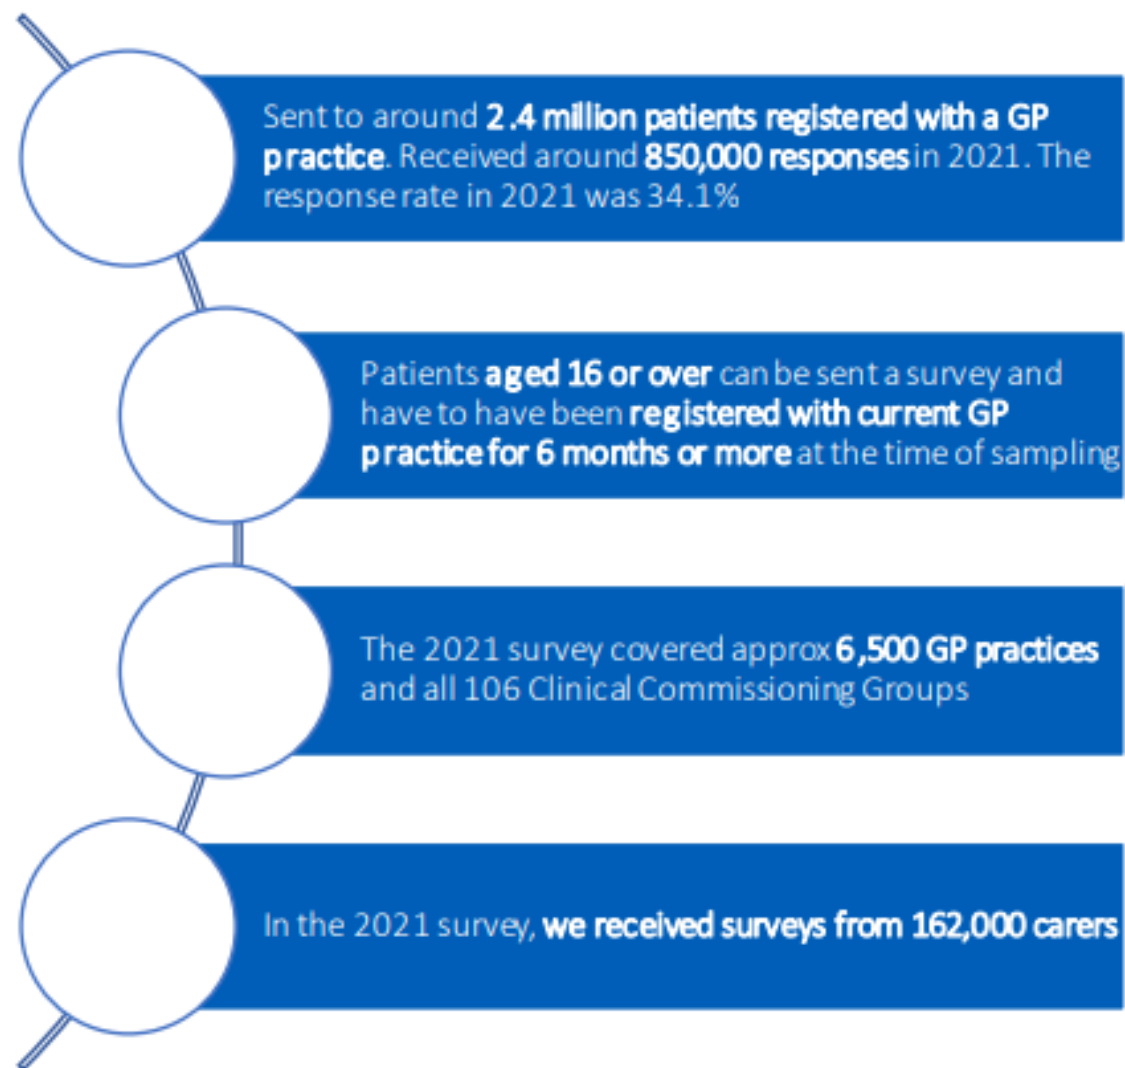 Sent to around 2.4 million patients registered with a GP
practice. Received around 850,000 responses in 2021. The
response rate in 2021 was 34.1%
Patients aged 16 or over can be sent a survey and
have to have been registered with current GP
practice for 6 months or more at the time of sampling
The 2021 survey covered approx 6,500 GP practices
and all 106 Clinical Commissioning Groups
In the 2021 survey, we received surveys from 162,000 carers